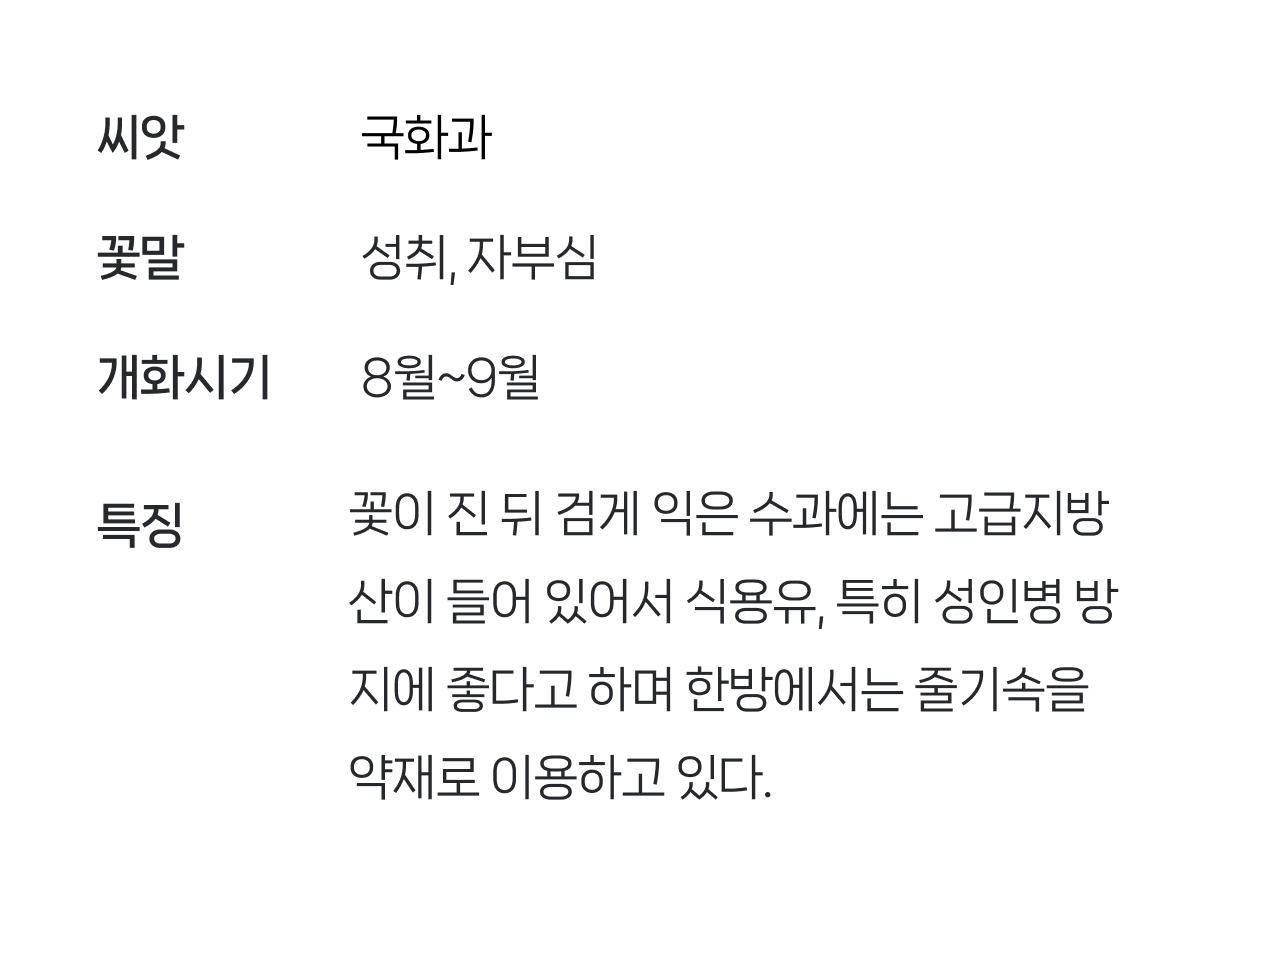 씨앗 국화과
꽃말 성취, 자부심
개화시기 8월~9월
특징 꽃이 진 뒤 검게 익은 수과에는 고급지방
산이 들어 있어서 식용유, 특히 성인병 방
지에 좋다고 하며 한방에서는 줄기속을
약재로 이용하고 있다.